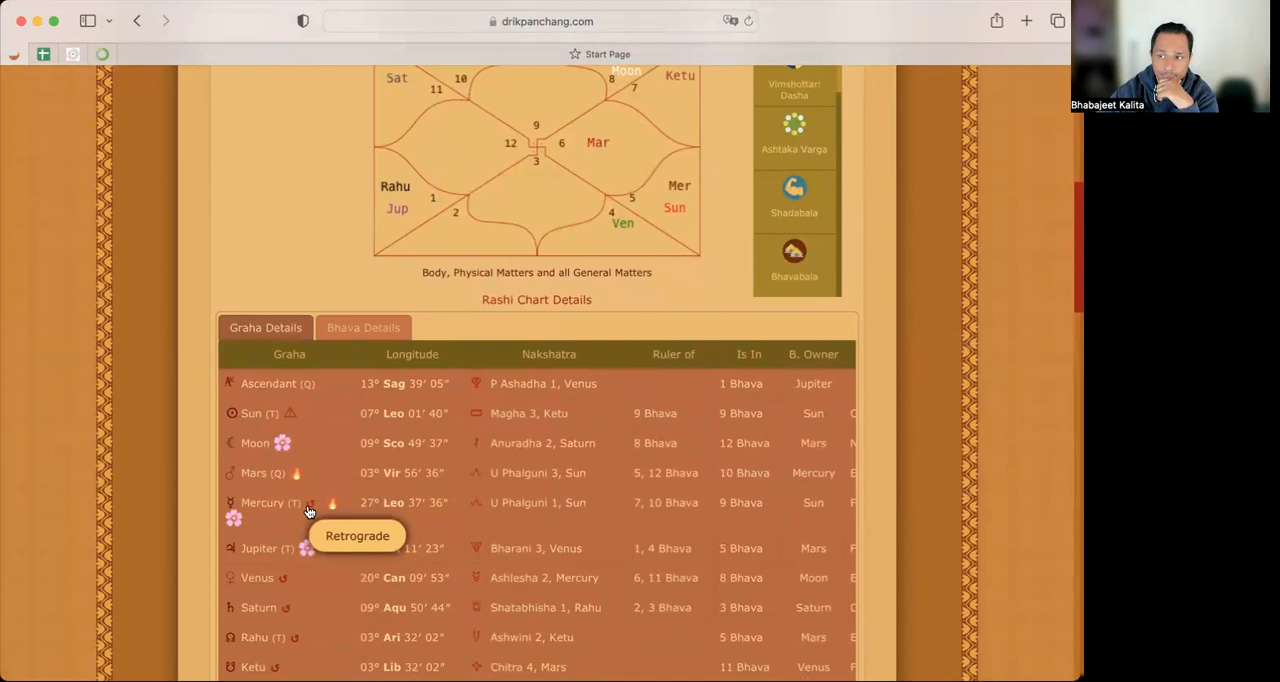 drikpanchang.com
Start Page
Bhabajeet Kalita
Sat 10 Moon 8 Ketu
11 7
9
12 6 Mar
3
Rahu 1 5 Mer
Jup 2 4 Sun
Ven
Vimshottari
Dasha
Ashtaka Varga
Shadabala
Bhavabala
Body, Physical Matters and all General Matters
Rashi Chart Details
Graha Details Bhava Details
Graha Longitude Nakshatra Ruler of Is In B. Owner
Ascendant (Q) 13° Sag 39′ 05″ P Ashadha 1, Venus 1 Bhava Jupiter
Sun (T) 07° Leo 01′ 40″ Magha 3, Ketu 9 Bhava 9 Bhava Sun
Moon 09° Sco 49′ 37″ Anuradha 2, Saturn 8 Bhava 12 Bhava Mars
Mars (Q) 03° Vir 56′ 36″ U Phalguni 3, Sun 5, 12 Bhava 10 Bhava Mercury
Mercury (T) 27° Leo 37′ 36″ U Phalguni 1, Sun 7, 10 Bhava 9 Bhava Sun
Retrograde
Jupiter (T) 11′ 23″ Bharani 3, Venus 1, 4 Bhava 5 Bhava Mars
Venus 20° Can 09′ 53″ Ashlesha 2, Mercury 6, 11 Bhava 8 Bhava Moon
Saturn 09° Aqu 50′ 44″ Shatabhisha 1, Rahu 2, 3 Bhava 3 Bhava Saturn
Rahu (T) 03° Ari 32′ 02″ Ashwini 2, Ketu 5 Bhava Mars
Ketu 03° Lib 32′ 02″ Chitra 4, Mars 11 Bhava Venus